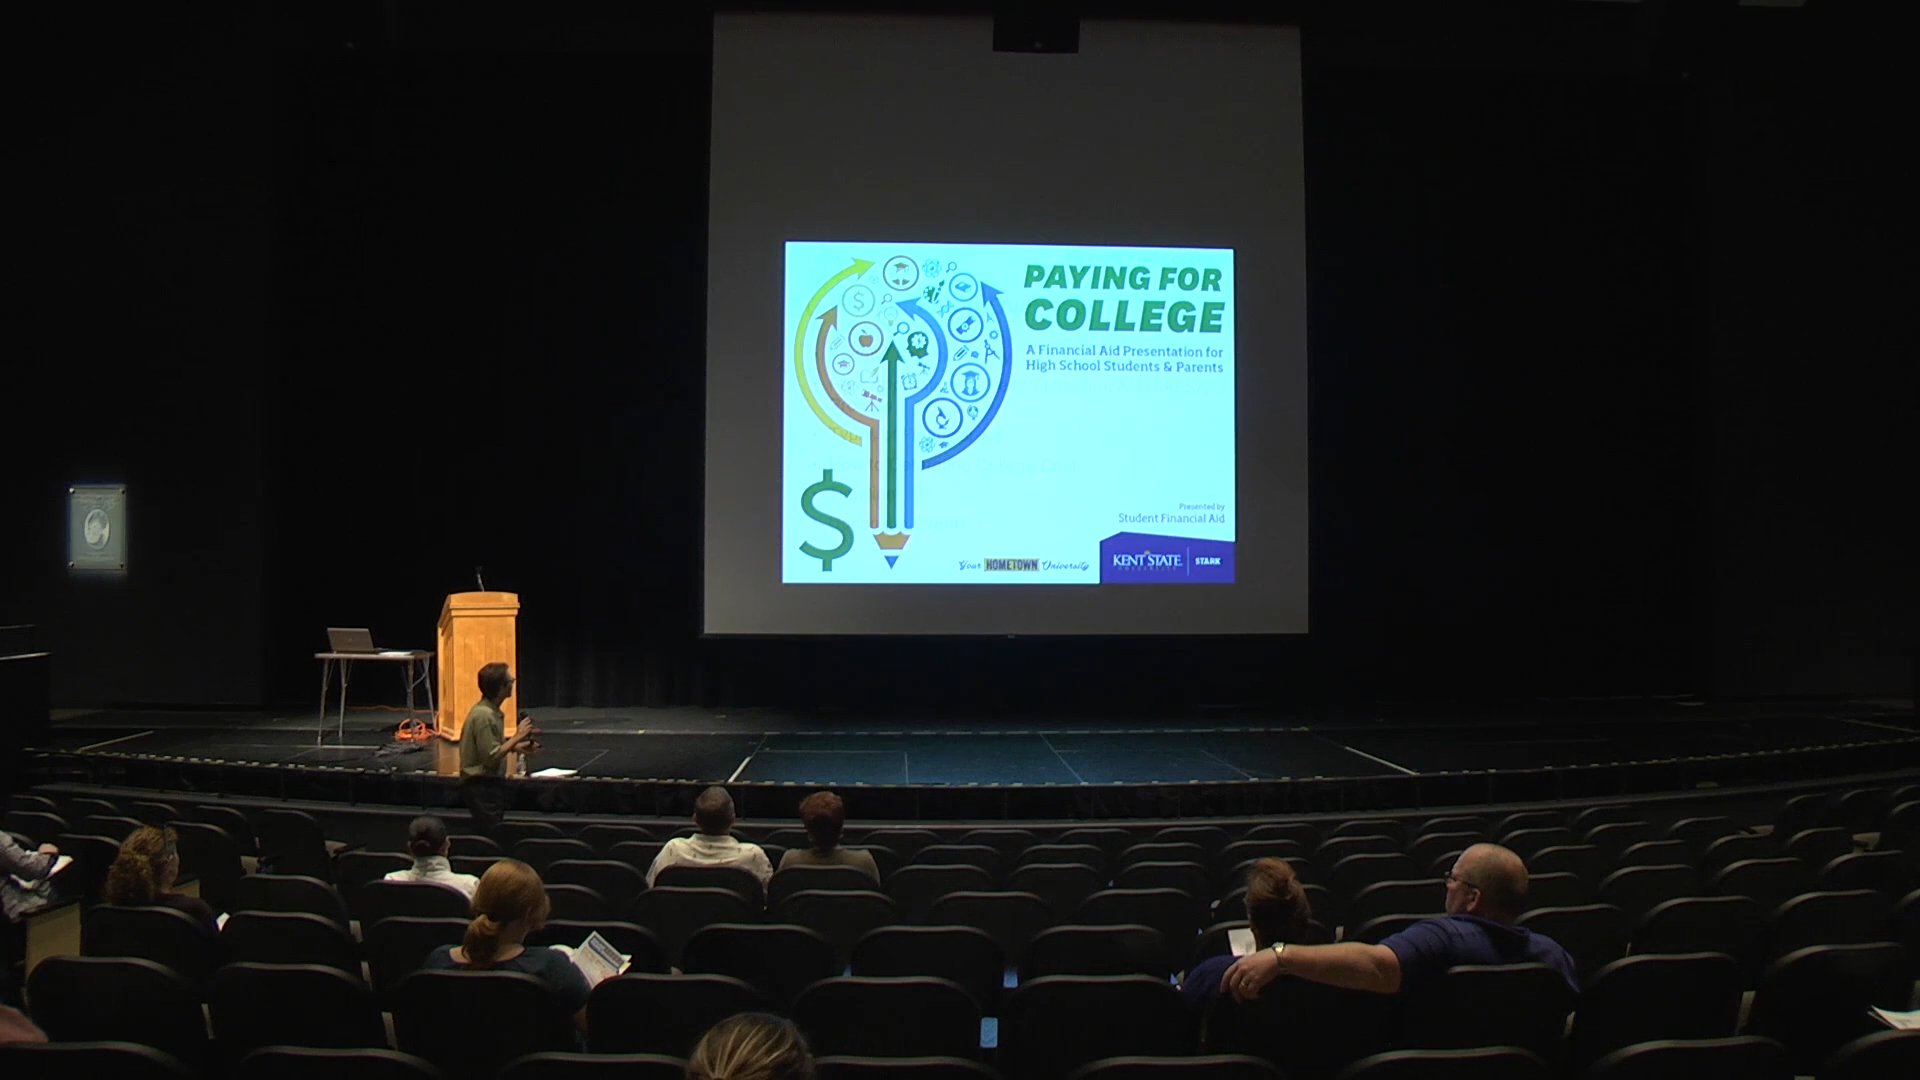 PAYING FOR
COLLEGE
A Financial Aid Presentation for
High School Students & Parents
$
$
Presented by
Student Financial Aid
Your HOMETOWN University
KENT STATE
UNIVERSITY
STARK